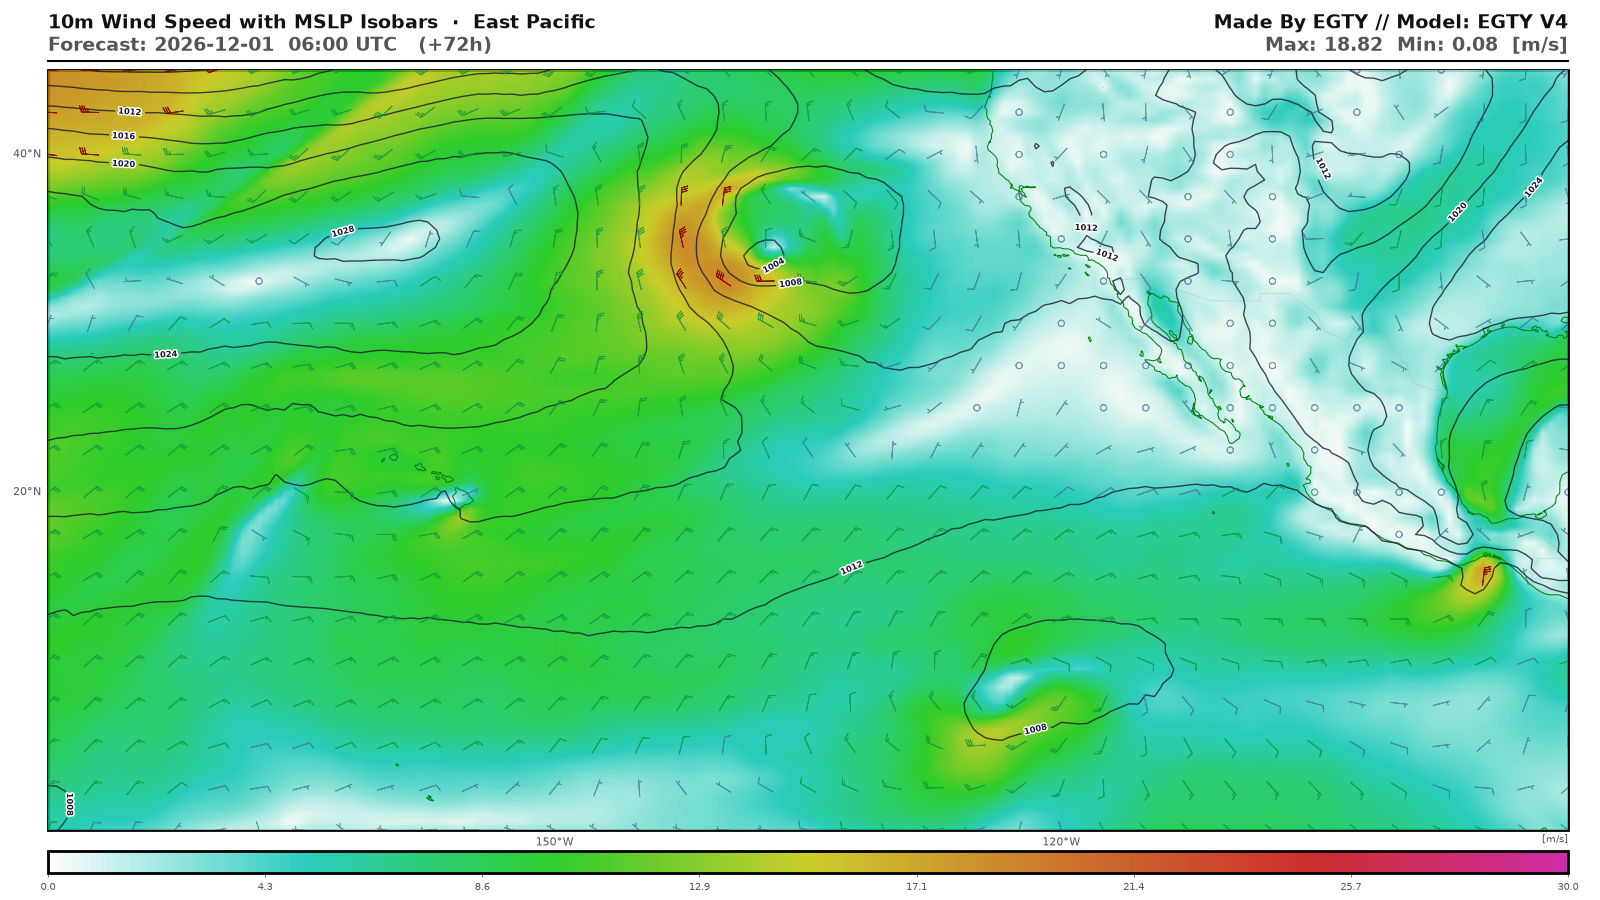 10m Wind Speed with MSLP Isobars · East Pacific
Made By EGTY // Model: EGTY V4
Forecast: 2026-12-01 06:00 UTC (+72h)
Max: 18.82 Min: 0.08 [m/s]
1012
1016
1020
1028
1024
1004
1008
1012
1012
1012
1020
1024
1012
1008
1008
40°N
20°N
150°W
120°W
[m/s]
0.0 4.3 8.6 12.9 17.1 21.4 25.7 30.0